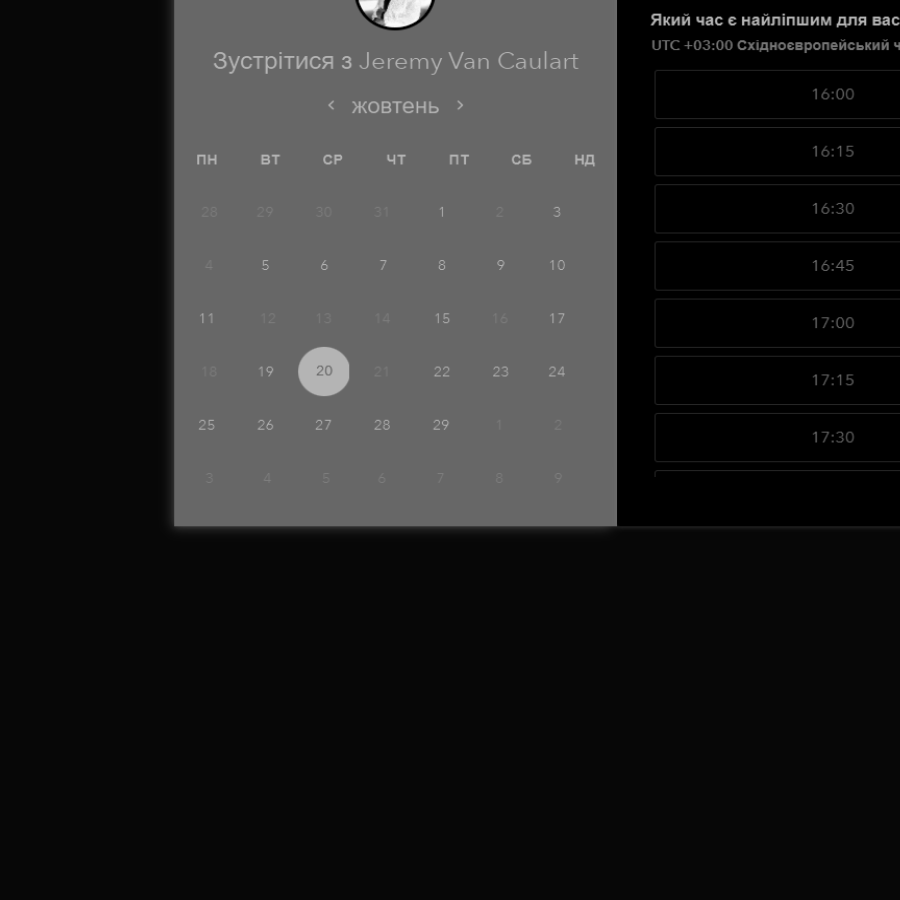 Зустрітися з Jeremy Van Caulart
жовтень
ПН ВТ СР ЧТ ПТ СБ НД
28 29 30 31 1 2 3
4 5 6 7 8 9 10
11 12 13 14 15 16 17
18 19 20 21 22 23 24
25 26 27 28 29 1 2
3 4 5 6 7 8 9
Який час є найліпшим для вас
UTC +03:00 Східноєвропейський ч
16:00
16:15
16:30
16:45
17:00
17:15
17:30